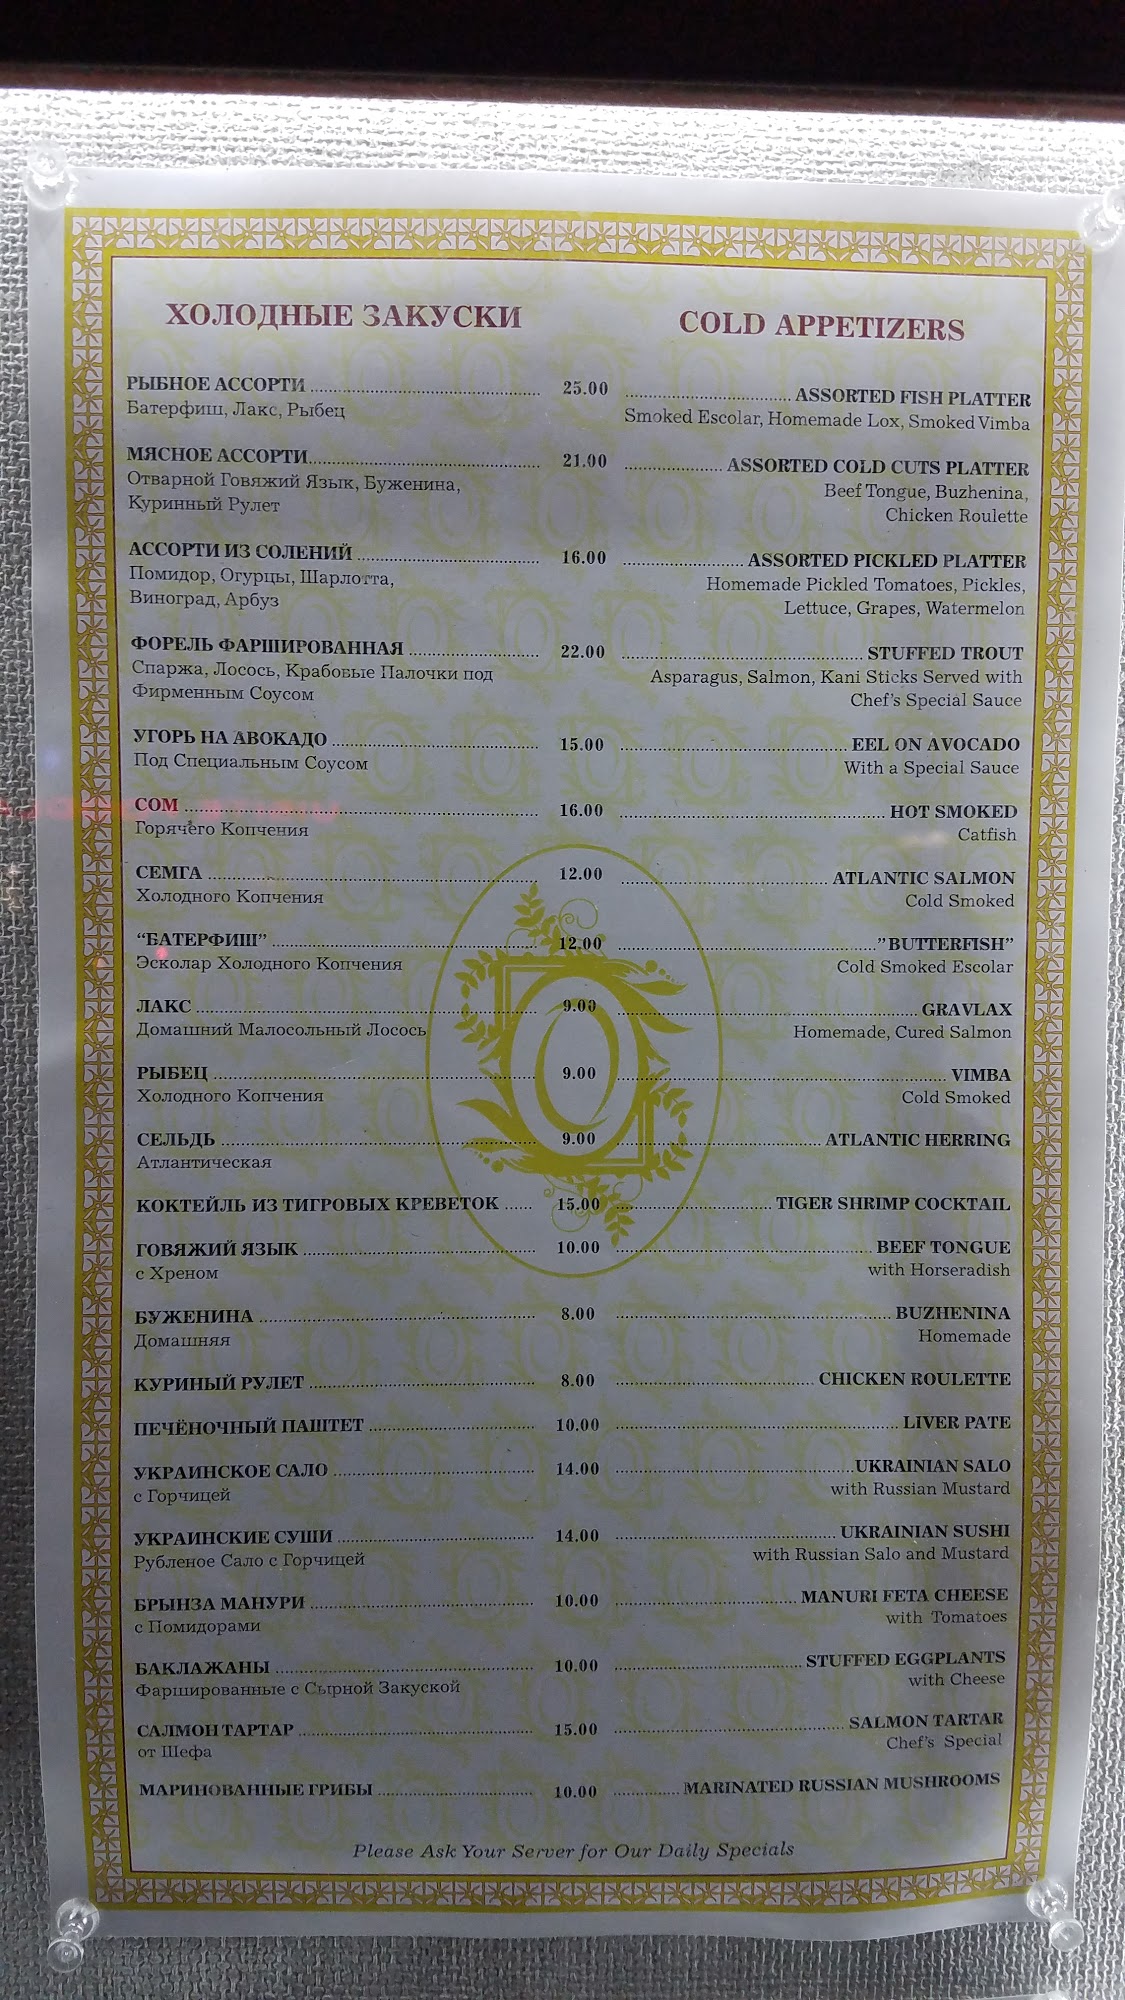 ХОЛОДНЫЕ ЗАКУСКИ COLD APPETIZERS
РЫБНОЕ АССОРТИ 25.00 ASSORTED FISH PLATTER
Батерфиш, Лакс, Рыбец Smoked Escolar, Homemade Lox, Smoked Vimba
МЯСНОЕ АССОРТИ 21.00 ASSORTED COLD CUTS PLATTER
Отварной Говяжий Язык, Буженина, Beef Tongue, Buzhenina,
Куринный Рулет Chicken Roulette
АССОРТИ ИЗ СОЛЕНИЙ 16.00 ASSORTED PICKLED PLATTER
Помидор, Огурцы, Шарлотта, Homemade Pickled Tomatoes, Pickles,
Виноград, Арбуз Lettuce, Grapes, Watermelon
ФОРЕЛЬ ФАРШИРОВАННАЯ 22.00 STUFFED TROUT
Спаржа, Лосось, Крабовые Палочки под Asparagus, Salmon, Kani Sticks Served with
Фирменным Соусом Chef's Special Sauce
УГОРЬ НА АВОКАДО 15.00 EEL ON AVOCADO
Под Специальным Соусом With a Special Sauce
СОМ 16.00 HOT SMOKED
Горячего Копчения Catfish
СЕМГА 12.00 ATLANTIC SALMON
Холодного Копчения Cold Smoked
“БАТЕРФИШ” 12.00 ”BUTTERFISH”
Эсколар Холодного Копчения Cold Smoked Escolar
ЛАКС 9.00 GRAVLAX
Домашний Малосольный Лосось Homemade, Cured Salmon
РЫБЕЦ 9.00 VIMBA
Холодного Копчения Cold Smoked
СЕЛЬДЬ 9.00 ATLANTIC HERRING
Атлантическая
КОКТЕЙЛЬ ИЗ ТИГРОВЫХ КРЕВЕТОК 15.00 TIGER SHRIMP COCKTAIL
ГОВЯЖИЙ ЯЗЫК 10.00 BEEF TONGUE
с Хреном with Horseradish
БУЖЕНИНА 8.00 BUZHENINA
Домашняя Homemade
КУРИНЫЙ РУЛЕТ 8.00 CHICKEN ROULETTE
ПЕЧЁНОЧНЫЙ ПАШТЕТ 10.00 LIVER PATE
УКРАИНСКОЕ САЛО 14.00 UKRAINIAN SALO
с Горчицей with Russian Mustard
УКРАИНСКИЕ СУШИ 14.00 UKRAINIAN SUSHI
Рубленое Сало с Горчицей with Russian Salo and Mustard
БРЫНЗА МАНУРИ 10.00 MANURI FETA CHEESE
с Помидорами with Tomatoes
БАКЛАЖАНЫ 10.00 STUFFED EGGPLANTS
Фаршированные с Сырной Закуской with Cheese
САЛМОН ТАРТАР 15.00 SALMON TARTAR
от Шефа Chef's Special
МАРИНОВАННЫЕ ГРИБЫ 10.00 MARINATED RUSSIAN MUSHROOMS
Please Ask Your Server for Our Daily Specials